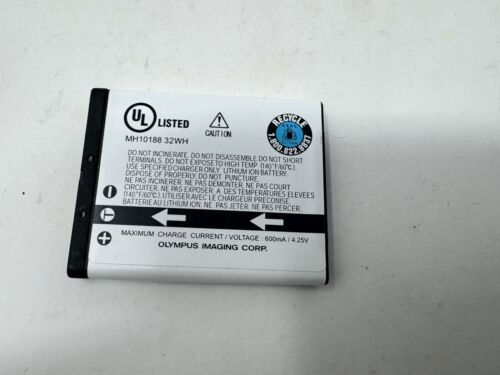 UL LISTED
MH10188 32WH
CAUTION
RECYCLE
1.800.822.8837
DO NOT INCINERATE. DO NOT DISASSEMBLE. DO NOT SHORT
TERMINALS. DO NOT EXPOSE TO HIGH TEMP (140°F/60°C).
USE SPECIFIED CHARGER ONLY. LITHIUM ION BATTERY
DISPOSE OF PROPERLY. DO NOT PUNCTURE.
NE PAS INCINERER. NE PAS DEMONTER. NE PAS METTRE EN COURT
CIRCUITER. NE PAS EXPOSER A DES TEMPERATURES ELEVEES
(140°F/60°C). UTILISER UNIQUEMENT LE CHARGEUR SPECIFIE.
BATTERIE AU LITHIUM ION. NE PAS JETER. NE PAS PERCER.
MAXIMUM CHARGE CURRENT / VOLTAGE : 600mA / 4.25V
OLYMPUS IMAGING CORP.